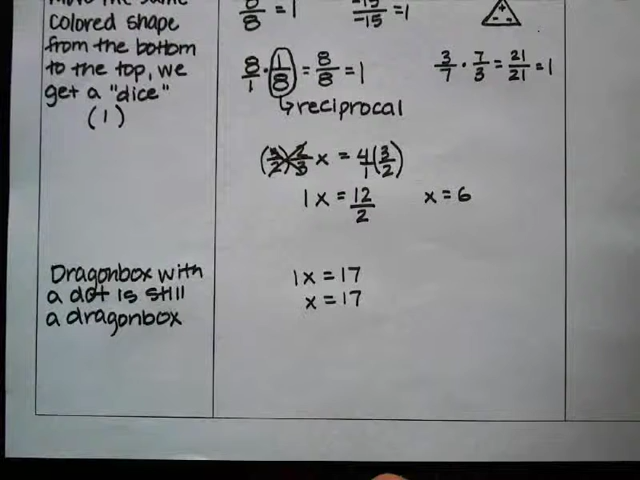 colored shape
from the bottom
to the top, we
get a "dice"
(1)
8/8 = 1
-15/-15 = 1
8/1 · 1/8 = 8/8 = 1
reciprocal
3/7 · 7/3 = 21/21 = 1
(3/2) 2/3 x = 4/1 (3/2)
1x = 12/2
x = 6
Dragonbox with
a dot is still
a dragonbox
1x = 17
x = 17